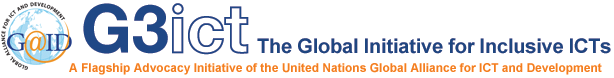 GLOBAL ALLIANCE FOR ICT AND DEVELOPMENT
G@ID
G3ict The Global Initiative for Inclusive ICTs
A Flagship Advocacy Initiative of the United Nations Global Alliance for ICT and Development